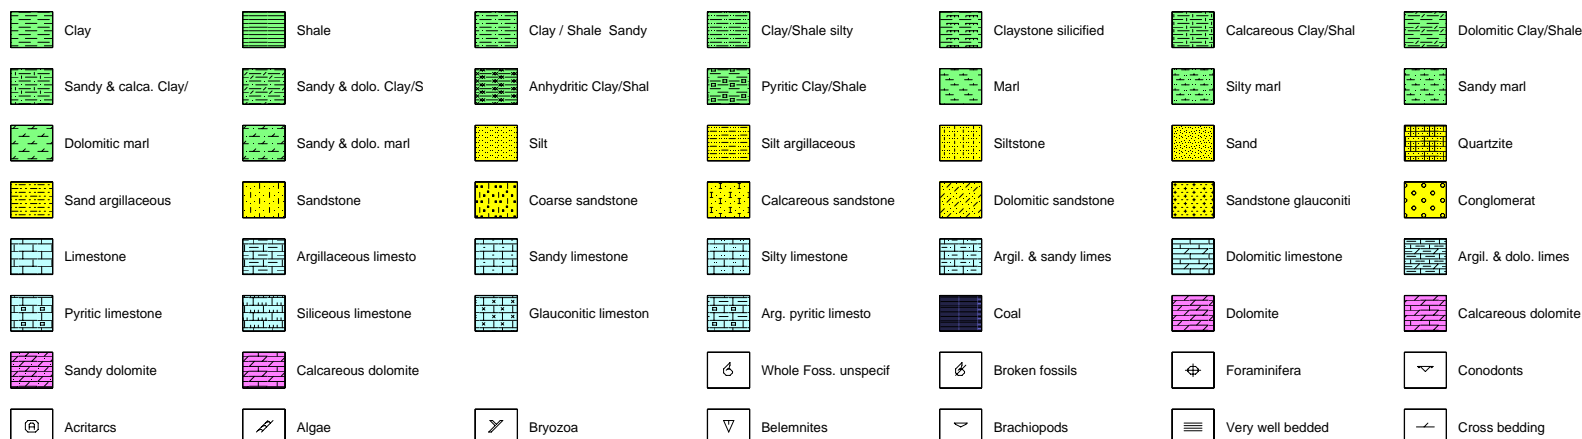 Clay Shale Clay / Shale Sandy Clay/Shale silty Claystone silicified Calcareous Clay/Shal Dolomitic Clay/Shale
Sandy & calca. Clay/ Sandy & dolo. Clay/S Anhydritic Clay/Shal Pyritic Clay/Shale Marl Silty marl Sandy marl
Dolomitic marl Sandy & dolo. marl Silt Silt argillaceous Siltstone Sand Quartzite
Sand argillaceous Sandstone Coarse sandstone Calcareous sandstone Dolomitic sandstone Sandstone glauconiti Conglomerat
Limestone Argillaceous limesto Sandy limestone Silty limestone Argil. & sandy limes Dolomitic limestone Argil. & dolo. limes
Pyritic limestone Siliceous limestone Glauconitic limeston Arg. pyritic limesto Coal Dolomite Calcareous dolomite
Sandy dolomite Calcareous dolomite Whole Foss. unspecif Broken fossils Foraminifera Conodonts
A Acritarcs Algae Bryozoa Belemnites Brachiopods Very well bedded Cross bedding